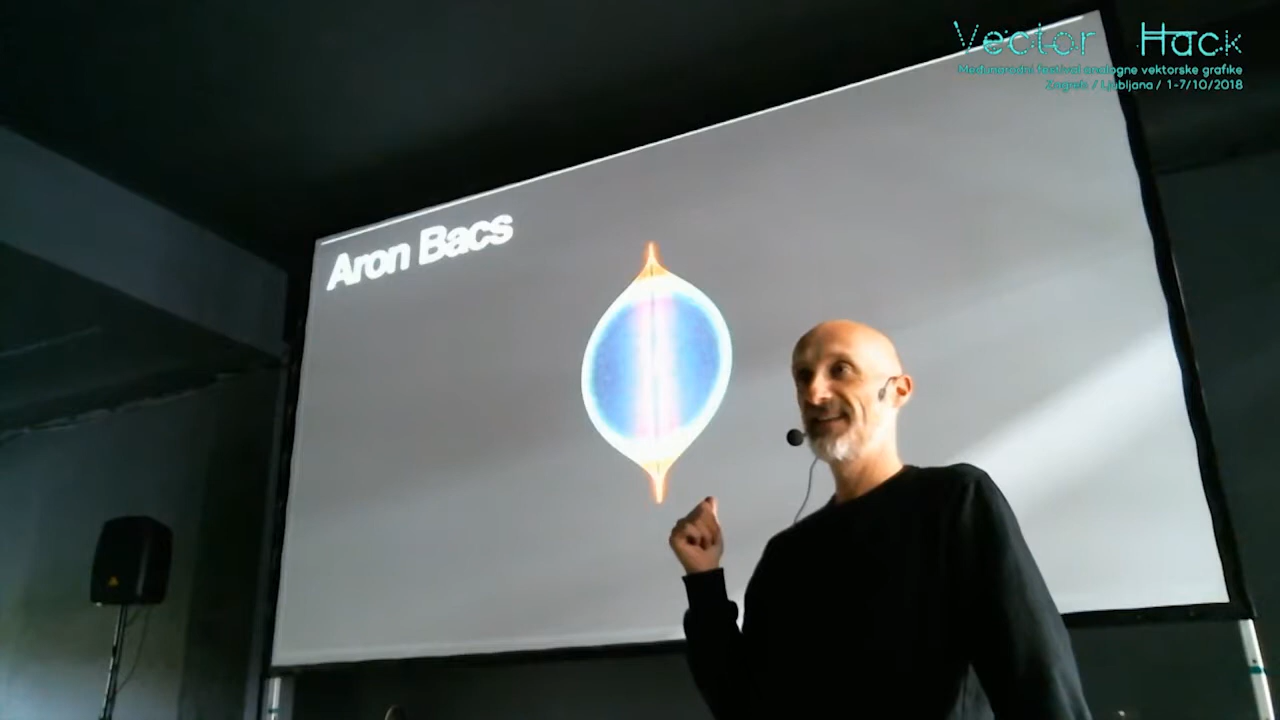 Vector Hack
Međunarodni festival analogne vektorske grafike
Zagreb / Ljubljana / 1-7/10/2018
Aron Bacs